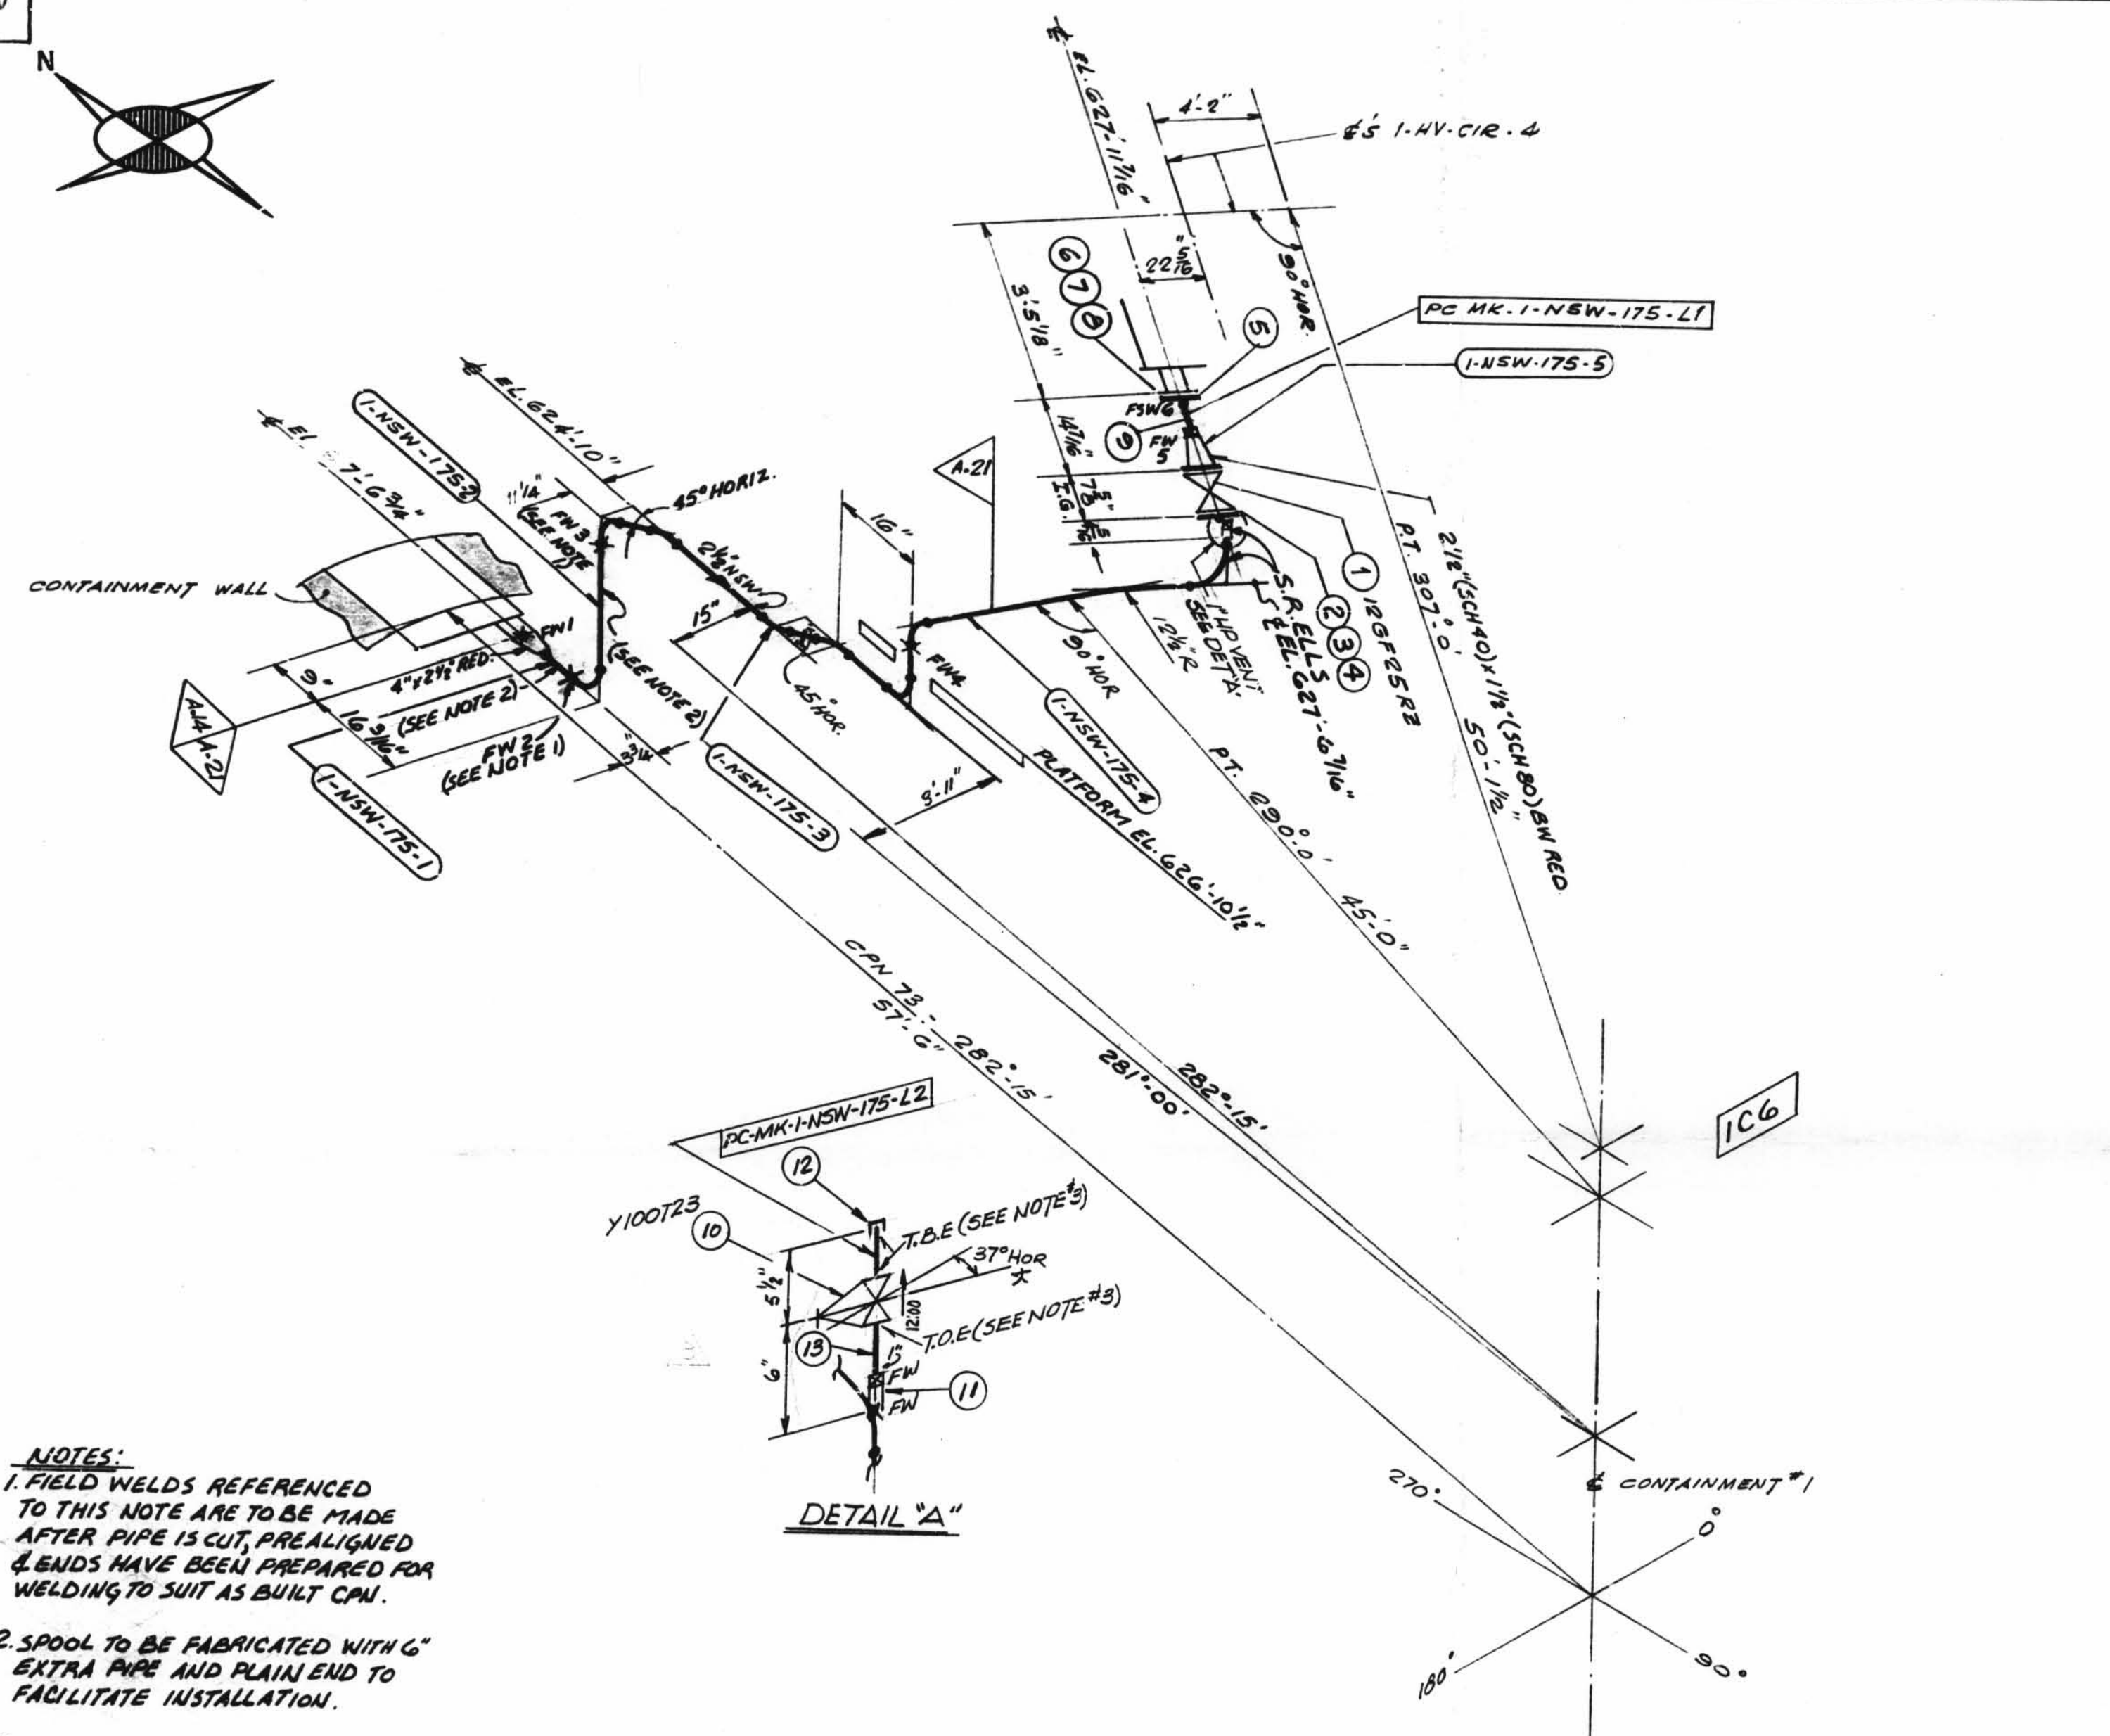 N
4'-2"
₵'S 1-HV-CIR-4
₵ EL. 627'-11 7/16"
22 5/16"
90° HOR.
6
7
8
5
3'-5 1/8"
PC MK-1-NSW-175-L1
1-NSW-175-5
FSW6
9
FW
5
14 7/16"
7 5/8"
I.G.
₵ EL. 624'-10"
1-NSW-175-2
₵ EL.
7'-6 3/4"
11 1/4"
FW3
(SEE NOTE
1)
45° HORIZ.
2 1/2" NSW
16"
A-21
CONTAINMENT WALL
FW1
4" x 2 1/2" RED.
(SEE NOTE 2)
9"
16 3/16"
FW 2
(SEE NOTE 1)
A-14
A-21
1-NSW-175-1
(SEE NOTE 2)
15"
45° HOR.
1-NSW-175-3
FW4
90° HOR
12 1/2" R
1" HP VENT
SEE DET "A"
S.R. ELLS
₵ EL. 627'-6 7/16"
1
12GF25RZ
2
3
4
P.T. 307°-0'
50'-1 1/2"
2 1/2" (SCH40) x 1 1/2" (SCH 80) BW RED
1-NSW-175-4
PLATFORM EL. 626'-10 1/2"
3'-11"
PT. 290°-0'
45'-0"
CPN 73 - 282°-15'
57'-6"
281°-00'
282°-15'
1C6
PC-MK-1-NSW-175-L2
12
Y100T23
10
T.B.E (SEE NOTE #3)
37° HOR
5 1/2"
12:00
T.O.E (SEE NOTE #3)
13
1"
6"
FW
11
FW
DETAIL "A"
₵ CONTAINMENT #1
270°
0°
180°
90°
NOTES:
1. FIELD WELDS REFERENCED
TO THIS NOTE ARE TO BE MADE
AFTER PIPE IS CUT, PREALIGNED
& ENDS HAVE BEEN PREPARED FOR
WELDING TO SUIT AS BUILT CPN.
2. SPOOL TO BE FABRICATED WITH 6"
EXTRA PIPE AND PLAIN END TO
FACILITATE INSTALLATION.